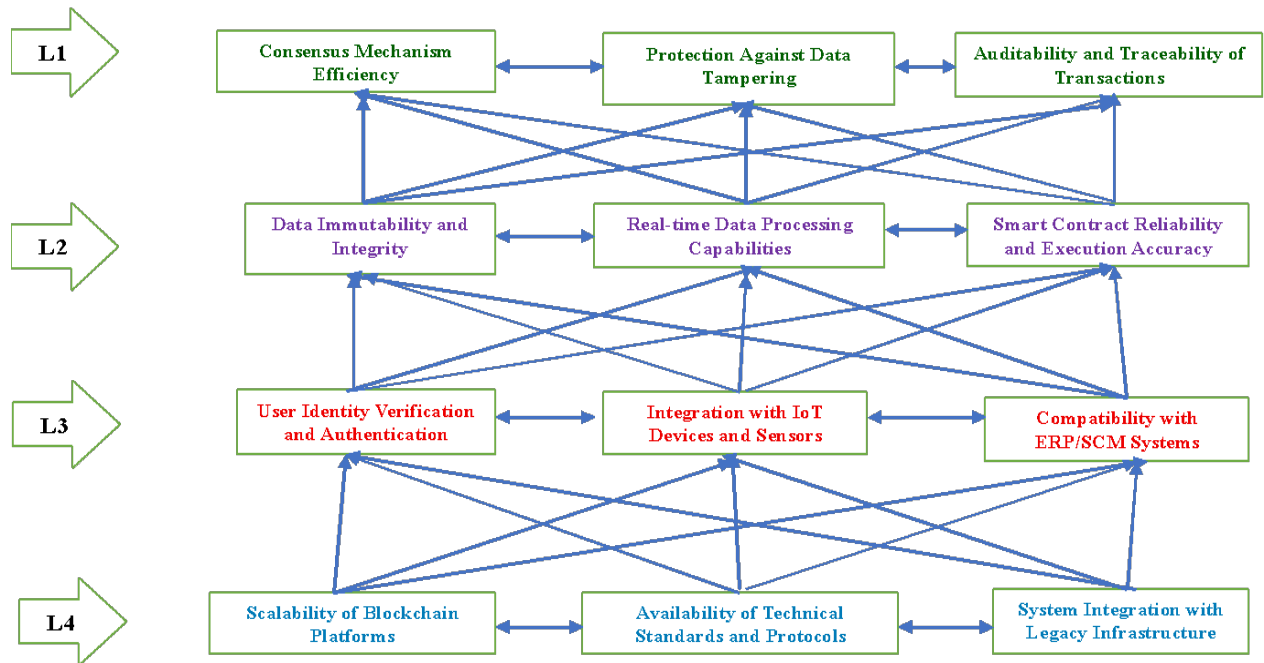 L1
Consensus Mechanism
Efficiency
Protection Against Data
Tampering
Auditability and Traceability of
Transactions
L2
Data Immutability and
Integrity
Real-time Data Processing
Capabilities
Smart Contract Reliability
and Execution Accuracy
L3
User Identity Verification
and Authentication
Integration with IoT
Devices and Sensors
Compatibility with
ERP/SCM Systems
L4
Scalability of Blockchain
Platforms
Availability of Technical
Standards and Protocols
System Integration with
Legacy Infrastructure